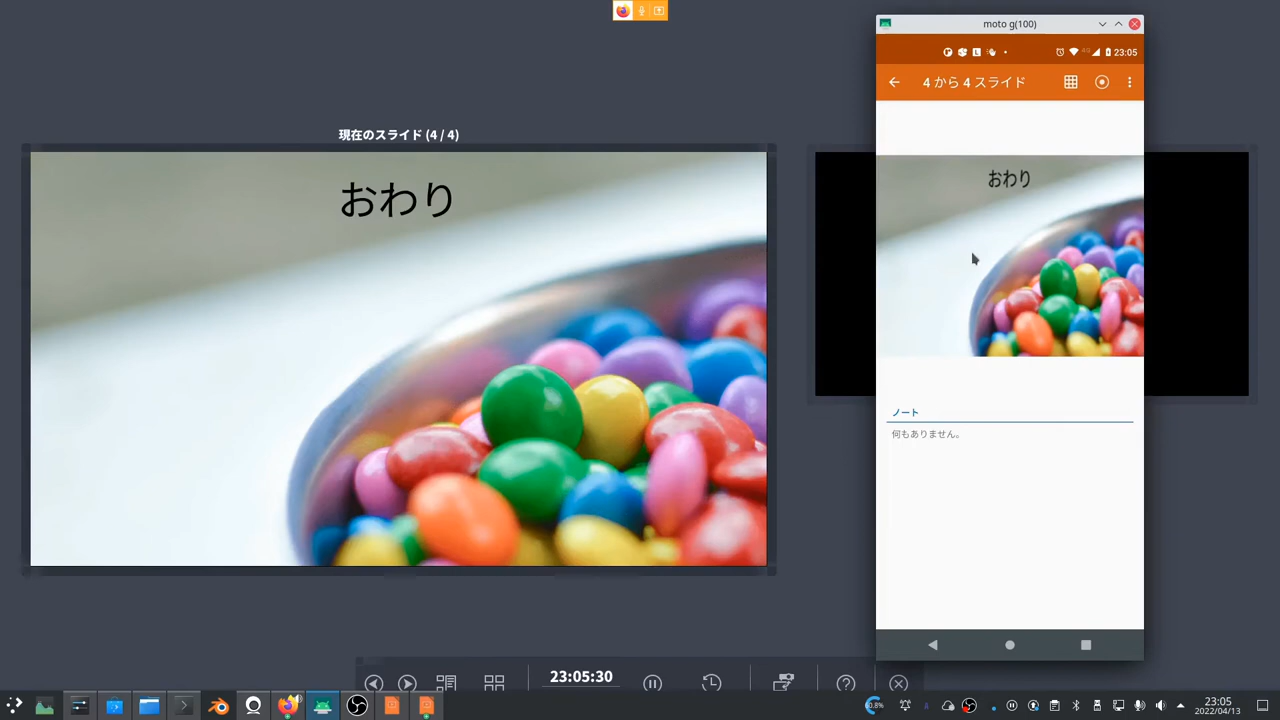 moto g(100)
23:05
4 から 4 スライド
現在のスライド (4 / 4)
おわり
おわり
ノート
何もありません。
23:05:30
23:05
2022/04/13